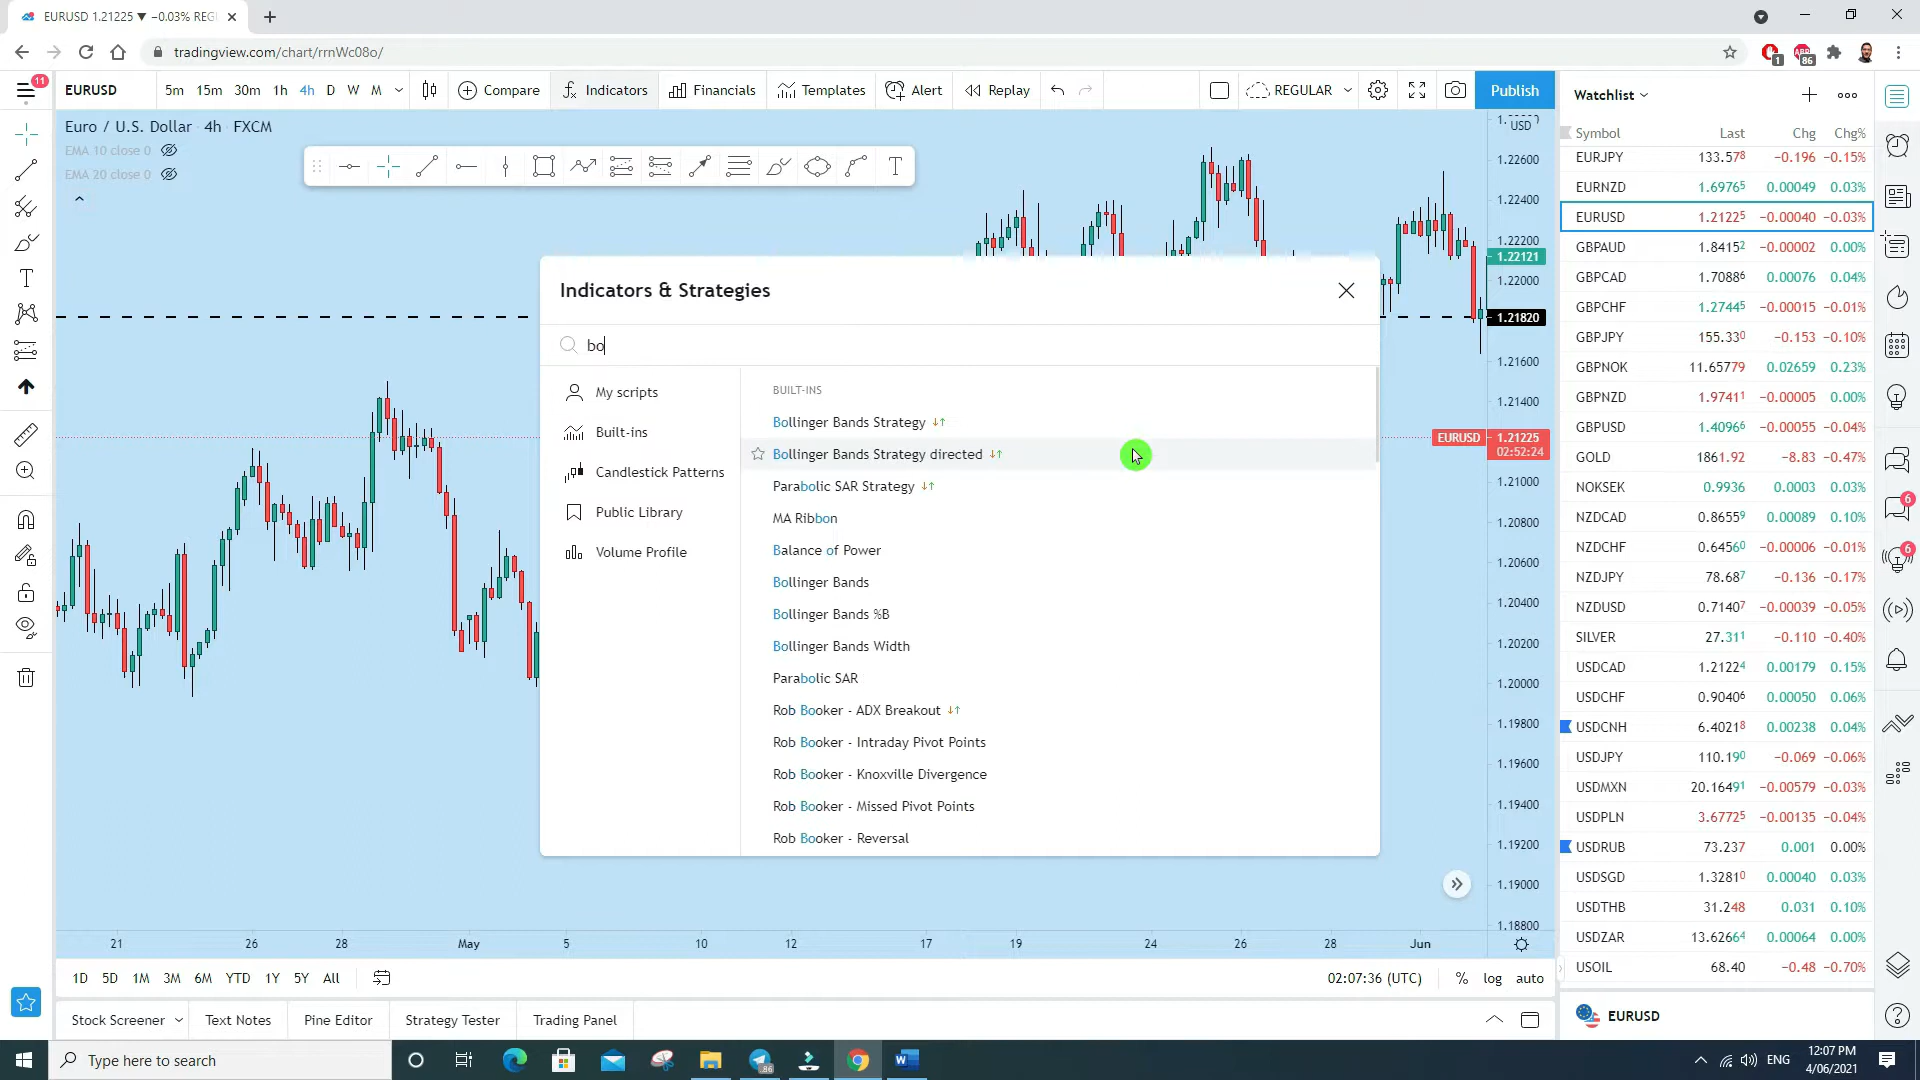 EURUSD 1.21225 ▼ −0.03% REG
tradingview.com/chart/rrnWc08o/
1
86
11
EURUSD
5m 15m 30m 1h 4h D W M
Compare
Indicators
Financials
Templates
Alert
Replay
REGULAR
Publish
Euro / U.S. Dollar 4h FXCM
EMA 10 close 0
EMA 20 close 0
Indicators & Strategies
bo
My scripts
Built-ins
Candlestick Patterns
Public Library
Volume Profile
BUILT-INS
Bollinger Bands Strategy
Bollinger Bands Strategy directed
Parabolic SAR Strategy
MA Ribbon
Balance of Power
Bollinger Bands
Bollinger Bands %B
Bollinger Bands Width
Parabolic SAR
Rob Booker - ADX Breakout
Rob Booker - Intraday Pivot Points
Rob Booker - Knoxville Divergence
Rob Booker - Missed Pivot Points
Rob Booker - Reversal
USD
1.22600
1.22400
1.22200
1.22121
1.22000
1.21820
1.21600
1.21400
EURUSD 1.21225
02:52:24
1.21000
1.20800
1.20600
1.20400
1.20200
1.20000
1.19800
1.19600
1.19400
1.19200
1.19000
1.18800
21 26 28 May 5 10 12 17 19 24 26 28 Jun
1D 5D 1M 3M 6M YTD 1Y 5Y All
02:07:36 (UTC) % log auto
Stock Screener
Text Notes
Pine Editor
Strategy Tester
Trading Panel
Watchlist
Symbol Last Chg Chg%
EURJPY 133.578 −0.196 −0.15%
EURNZD 1.69765 0.00049 0.03%
EURUSD 1.21225 −0.00040 −0.03%
GBPAUD 1.84152 −0.00002 0.00%
GBPCAD 1.70886 0.00076 0.04%
GBPCHF 1.27445 −0.00015 −0.01%
GBPJPY 155.330 −0.153 −0.10%
GBPNOK 11.65779 0.02659 0.23%
GBPNZD 1.97411 0.00005 0.00%
GBPUSD 1.40966 −0.00055 −0.04%
GOLD 1861.92 −8.83 −0.47%
NOKSEK 0.9936 0.0003 0.03%
NZDCAD 0.86559 0.00089 0.10%
NZDCHF 0.64560 −0.00006 −0.01%
NZDJPY 78.687 −0.136 −0.17%
NZDUSD 0.71407 −0.00039 −0.05%
SILVER 27.311 −0.110 −0.40%
USDCAD 1.21224 0.00179 0.15%
USDCHF 0.90406 0.00050 0.06%
USDCNH 6.40218 0.00238 0.04%
USDJPY 110.190 −0.069 −0.06%
USDMXN 20.16491 −0.00579 −0.03%
USDPLN 3.67725 −0.00135 −0.04%
USDRUB 73.237 0.001 0.00%
USDSGD 1.32810 0.00040 0.03%
USDTHB 31.248 0.031 0.10%
USDZAR 13.62664 0.00064 0.00%
USOIL 68.40 −0.48 −0.70%
EURUSD
6
6
Type here to search
86
ENG
12:07 PM
4/06/2021